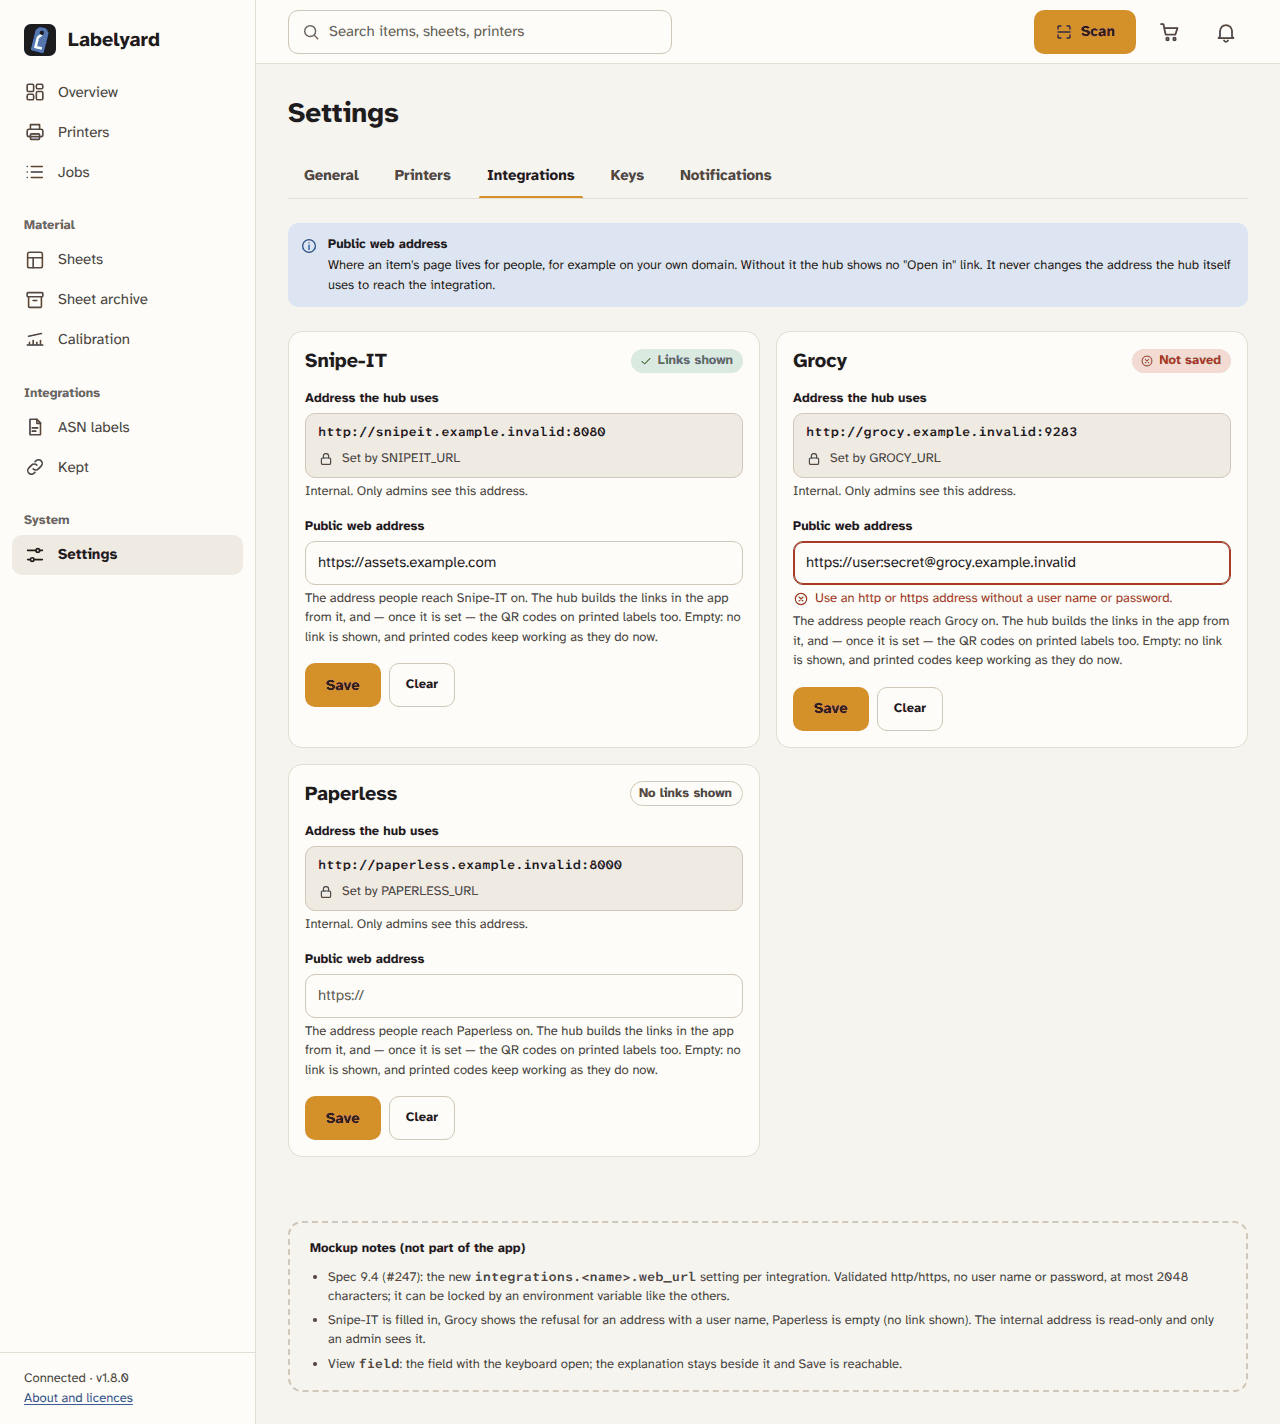 Labelyard
Search items, sheets, printers
Scan
Overview
Printers
Jobs
Material
Sheets
Sheet archive
Calibration
Integrations
ASN labels
Kept
System
Settings
Connected · v1.8.0
About and licences
Settings
General
Printers
Integrations
Keys
Notifications
Public web address
Where an item's page lives for people, for example on your own domain. Without it the hub shows no "Open in" link. It never changes the address the hub itself
uses to reach the integration.
Snipe-IT
Links shown
Address the hub uses
http://snipeit.example.invalid:8080
Set by SNIPEIT_URL
Internal. Only admins see this address.
Public web address
https://assets.example.com
The address people reach Snipe-IT on. The hub builds the links in the app
from it, and — once it is set — the QR codes on printed labels too. Empty: no
link is shown, and printed codes keep working as they do now.
Save
Clear
Grocy
Not saved
Address the hub uses
http://grocy.example.invalid:9283
Set by GROCY_URL
Internal. Only admins see this address.
Public web address
https://user:secret@grocy.example.invalid
Use an http or https address without a user name or password.
The address people reach Grocy on. The hub builds the links in the app from
it, and — once it is set — the QR codes on printed labels too. Empty: no link
is shown, and printed codes keep working as they do now.
Save
Clear
Paperless
No links shown
Address the hub uses
http://paperless.example.invalid:8000
Set by PAPERLESS_URL
Internal. Only admins see this address.
Public web address
https://
The address people reach Paperless on. The hub builds the links in the app
from it, and — once it is set — the QR codes on printed labels too. Empty: no
link is shown, and printed codes keep working as they do now.
Save
Clear
Mockup notes (not part of the app)
• Spec 9.4 (#247): the new integrations.<name>.web_url setting per integration. Validated http/https, no user name or password, at most 2048
characters; it can be locked by an environment variable like the others.
• Snipe-IT is filled in, Grocy shows the refusal for an address with a user name, Paperless is empty (no link shown). The internal address is read-only and only
an admin sees it.
• View field: the field with the keyboard open; the explanation stays beside it and Save is reachable.